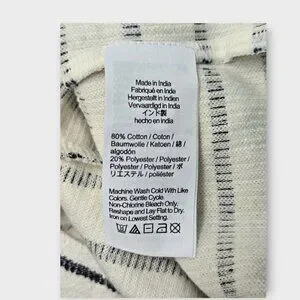 Made in India
Fabriqué en Inde
Hergestellt in Indien
Vervaardigd in India
インド製
hecho en India
80% Cotton / Coton /
Baumwolle / Katoen / 綿 /
algodón
20% Polyester / Polyester /
Polyester / Polyester / ポ
リエステル / poliéster
Machine Wash Cold With Like
Colors. Gentle Cycle.
Non-Chlorine Bleach Only.
Reshape and Lay Flat to Dry.
Iron on Lowest Setting.